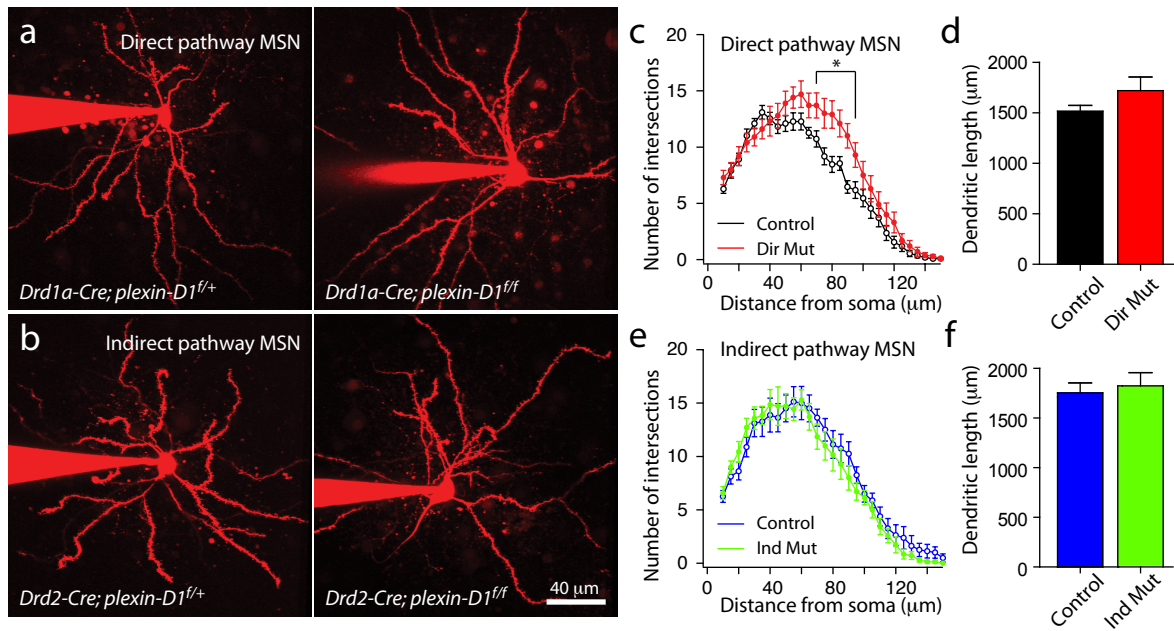 a
Direct pathway MSN
Drd1a-Cre; plexin-D1f/+
Drd1a-Cre; plexin-D1f/f
b
Indirect pathway MSN
Drd2-Cre; plexin-D1f/+
Drd2-Cre; plexin-D1f/f
40 μm
c
Direct pathway MSN
*
Number of intersections
20
15
10
5
0
Control
Dir Mut
0 40 80 120
Distance from soma (μm)
d
Dendritic length (μm)
2000
1500
1000
500
0
Control
Dir Mut
e
Indirect pathway MSN
Number of intersections
20
15
10
5
0
Control
Ind Mut
0 40 80 120
Distance from soma (μm)
f
Dendritic length (μm)
2000
1500
1000
500
0
Control
Ind Mut